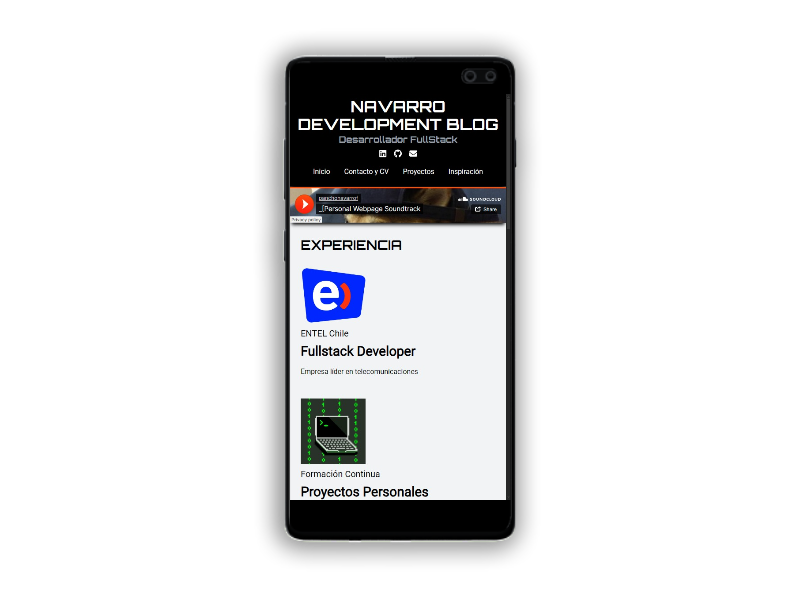 NAVARRO
DEVELOPMENT BLOG
Desarrollador FullStack
Inicio Contacto y CV Proyectos Inspiración
panchonavarro1
_[Personal Webpage Soundtrack
SOUNDCLOUD
Share
Privacy policy
EXPERIENCIA
e)
ENTEL Chile
Fullstack Developer
Empresa líder en telecomunicaciones
Formación Continua
Proyectos Personales